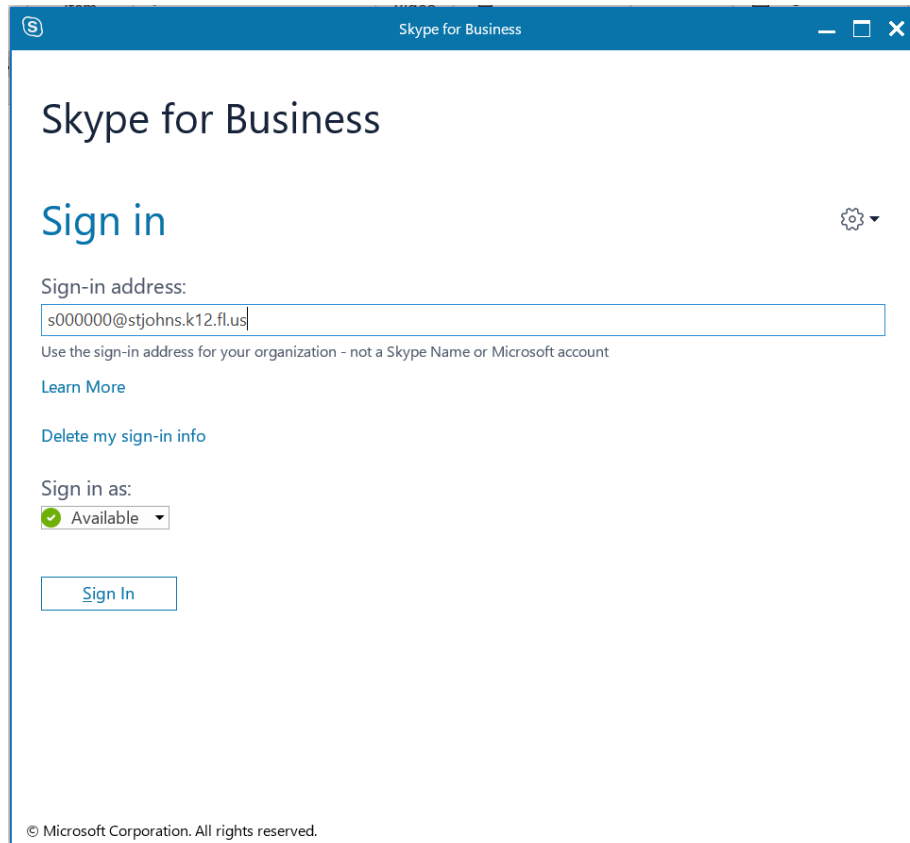 Skype for Business
Skype for Business
Sign in
Sign-in address:
s000000@stjohns.k12.fl.us
Use the sign-in address for your organization - not a Skype Name or Microsoft account
Learn More
Delete my sign-in info
Sign in as:
Available
Sign In
© Microsoft Corporation. All rights reserved.